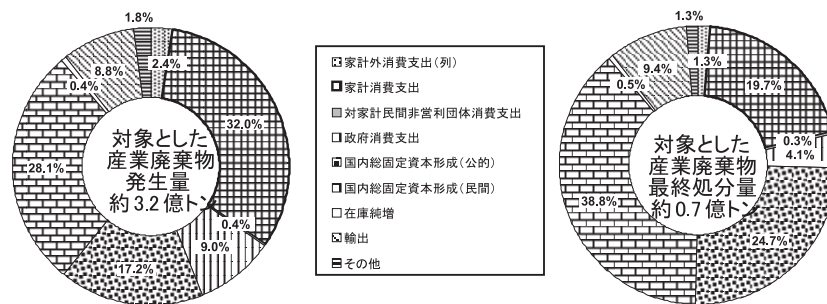 1.8%
2.4%
8.8%
0.4%
32.0%
28.1%
0.4%
9.0%
17.2%
対象とした
産業廃棄物
発生量
約3.2億トン
家計外消費支出(列)
家計消費支出
対家計民間非営利団体消費支出
政府消費支出
国内総固定資本形成(公的)
国内総固定資本形成(民間)
在庫純増
輸出
その他
1.3%
1.3%
9.4%
0.5%
19.7%
0.3%
4.1%
38.8%
24.7%
対象とした
産業廃棄物
最終処分量
約0.7億トン